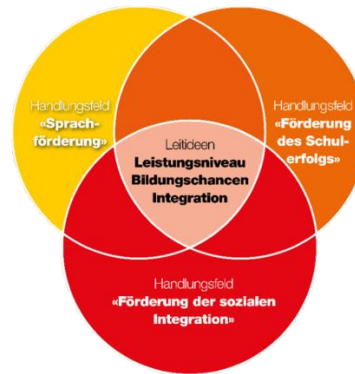 Handlungsfeld
«Sprach-
förderung»
Leitideen
Leistungsniveau
Bildungschancen
Integration
Handlungsfeld
«Förderung
des Schul-
erfolgs»
Handlungsfeld
«Förderung der sozialen
Integration»